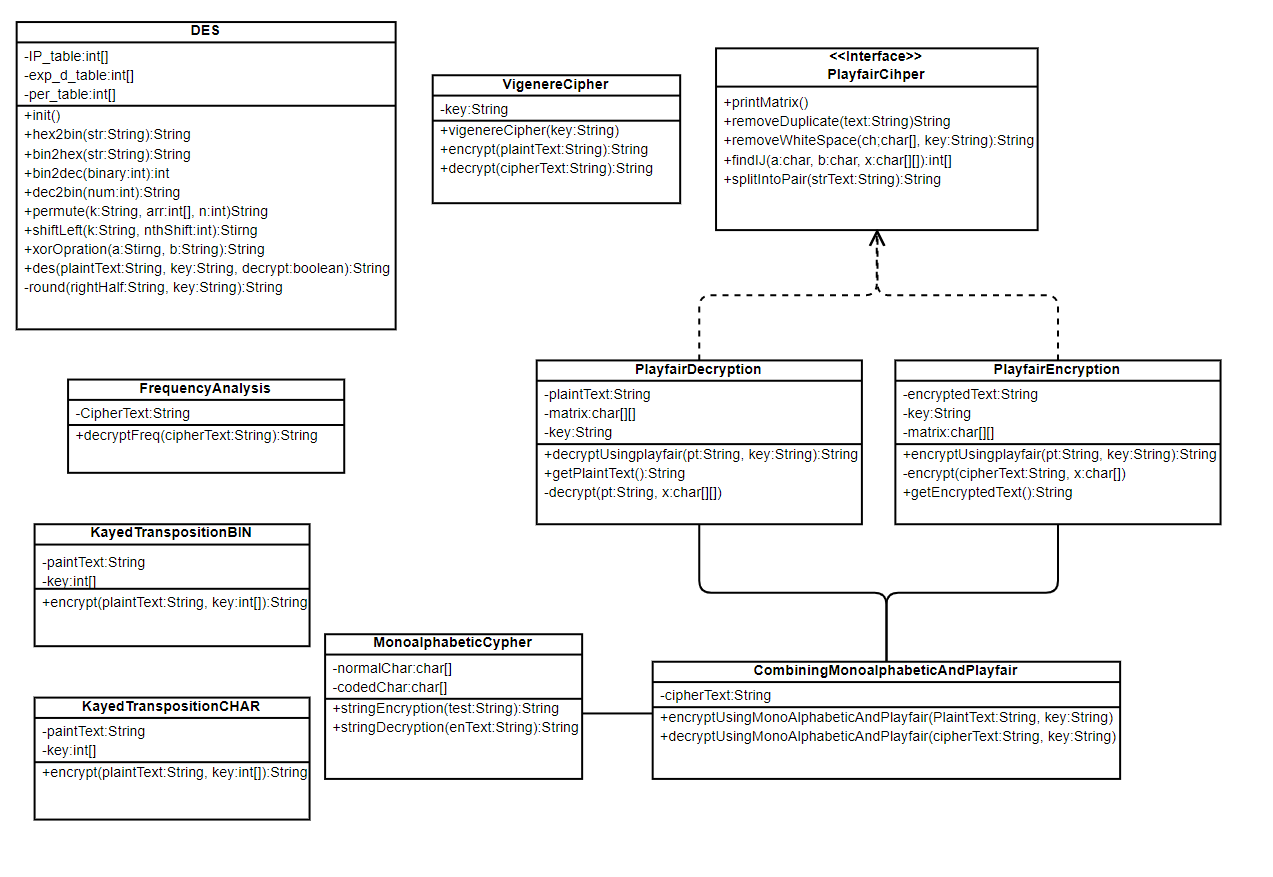 DES
-IP_table:int[]
-exp_d_table:int[]
-per_table:int[]
+init()
+hex2bin(str:String):String
+bin2hex(str:String):String
+bin2dec(binary:int):int
+dec2bin(num:int):String
+permute(k:String, arr:int[], n:int)String
+shiftLeft(k:String, nthShift:int):Stirng
+xorOpration(a:Stirng, b:String):String
+des(plaintText:String, key:String, decrypt:boolean):String
-round(rightHalf:String, key:String):String
VigenereCipher
-key:String
+vigenereCipher(key:String)
+encrypt(plaintText:String):String
+decrypt(cipherText:String):String
<<Interface>>
PlayfairCihper
+printMatrix()
+removeDuplicate(text:String)String
+removeWhiteSpace(ch;char[], key:String):String
+findIJ(a:char, b:char, x:char[][]):int[]
+splitIntoPair(strText:String):String
PlayfairDecryption
-plaintText:String
-matrix:char[][]
-key:String
+decryptUsingplayfair(pt:String, key:String):String
+getPlaintText():String
-decrypt(pt:String, x:char[][])
PlayfairEncryption
-encryptedText:String
-key:String
-matrix:char[][]
+encryptUsingplayfair(pt:String, key:String):String
-encrypt(cipherText:String, x:char[])
+getEncryptedText():String
FrequencyAnalysis
-CipherText:String
+decryptFreq(cipherText:String):String
KayedTranspositionBIN
-paintText:String
-key:int[]
+encrypt(plaintText:String, key:int[]):String
KayedTranspositionCHAR
-paintText:String
-key:int[]
+encrypt(plaintText:String, key:int[]):String
MonoalphabeticCypher
-normalChar:char[]
-codedChar:char[]
+stringEncryption(test:String):String
+stringDecryption(enText:String):String
CombiningMonoalphabeticAndPlayfair
-cipherText:String
+encryptUsingMonoAlphabeticAndPlayfair(PlaintText:String, key:String)
+decryptUsingMonoAlphabeticAndPlayfair(cipherText:String, key:String)